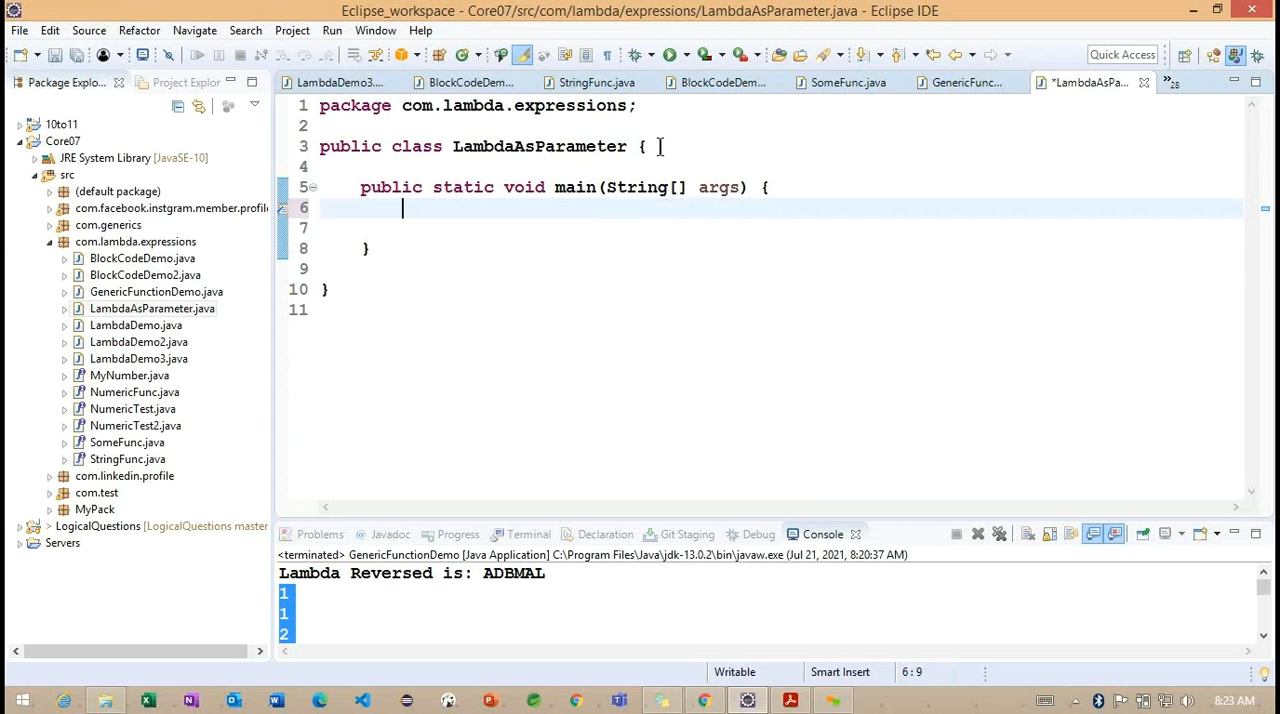 Eclipse_workspace - Core07/src/com/lambda/expressions/LambdaAsParameter.java - Eclipse IDE
File Edit Source Refactor Navigate Search Project Run Window Help
Quick Access
Package Explo... Project Explorer
LambdaDemo3.... BlockCodeDem... StringFunc.java BlockCodeDem... SomeFunc.java GenericFunc... *LambdaAsPa... »28
10to11
Core07
JRE System Library [JavaSE-10]
src
(default package)
com.facebook.instgram.member.profile
com.generics
com.lambda.expressions
BlockCodeDemo.java
BlockCodeDemo2.java
GenericFunctionDemo.java
LambdaAsParameter.java
LambdaDemo.java
LambdaDemo2.java
LambdaDemo3.java
MyNumber.java
NumericFunc.java
NumericTest.java
NumericTest2.java
SomeFunc.java
StringFunc.java
com.linkedin.profile
com.test
MyPack
> LogicalQuestions [LogicalQuestions master
Servers
1 package com.lambda.expressions;
2
3 public class LambdaAsParameter {
4
5 public static void main(String[] args) {
6
7
8 }
9
10 }
11
Problems Javadoc Progress Terminal Declaration Git Staging Debug Console
<terminated> GenericFunctionDemo [Java Application] C:\Program Files\Java\jdk-13.0.2\bin\javaw.exe (Jul 21, 2021, 8:20:37 AM)
Lambda Reversed is: ADBMAL
1
1
2
Writable Smart Insert 6 : 9
8:23 AM